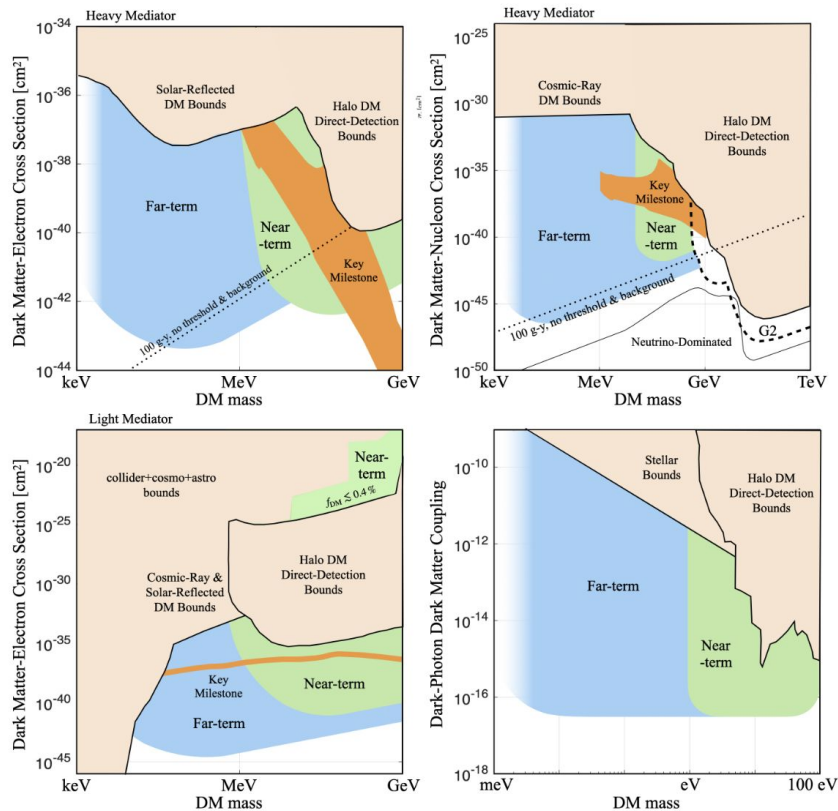 Heavy Mediator
Dark Matter-Electron Cross Section [cm²]
10⁻³⁴
10⁻³⁶
10⁻³⁸
10⁻⁴⁰
10⁻⁴²
10⁻⁴⁴
Solar-Reflected
DM Bounds
Halo DM
Direct-Detection
Bounds
Far-term
Near
-term
Key
Milestone
100 g-y, no threshold & background
keV
MeV
GeV
DM mass
Heavy Mediator
Dark Matter-Nucleon Cross Section [cm²]
10⁻²⁵
10⁻³⁰
10⁻³⁵
10⁻⁴⁰
10⁻⁴⁵
10⁻⁵⁰
Cosmic-Ray
DM Bounds
Halo DM
Direct-Detection
Bounds
Key
Milestone
Far-term
Near
-term
100 g-y, no threshold & background
G2
Neutrino-Dominated
keV
MeV
GeV
TeV
DM mass
Light Mediator
Dark Matter-Electron Cross Section [cm²]
10⁻²⁰
10⁻²⁵
10⁻³⁰
10⁻³⁵
10⁻⁴⁰
10⁻⁴⁵
collider+cosmo+astro
bounds
Near-
term
f_DM ≲ 0.4 %
Halo DM
Direct-Detection
Bounds
Cosmic-Ray &
Solar-Reflected
DM Bounds
Key
Milestone
Near-term
Far-term
keV
MeV
GeV
DM mass
Dark-Photon Dark Matter Coupling
10⁻¹⁰
10⁻¹²
10⁻¹⁴
10⁻¹⁶
10⁻¹⁸
Stellar
Bounds
Halo DM
Direct-Detection
Bounds
Far-term
Near
-term
meV
eV
100 eV
DM mass